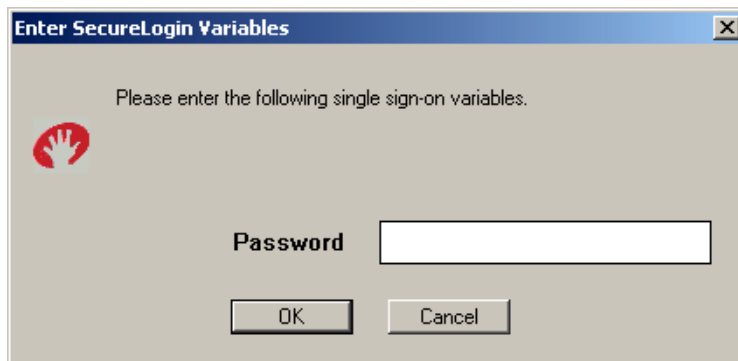 Enter SecureLogin Variables
Please enter the following single sign-on variables.
Password
OK Cancel